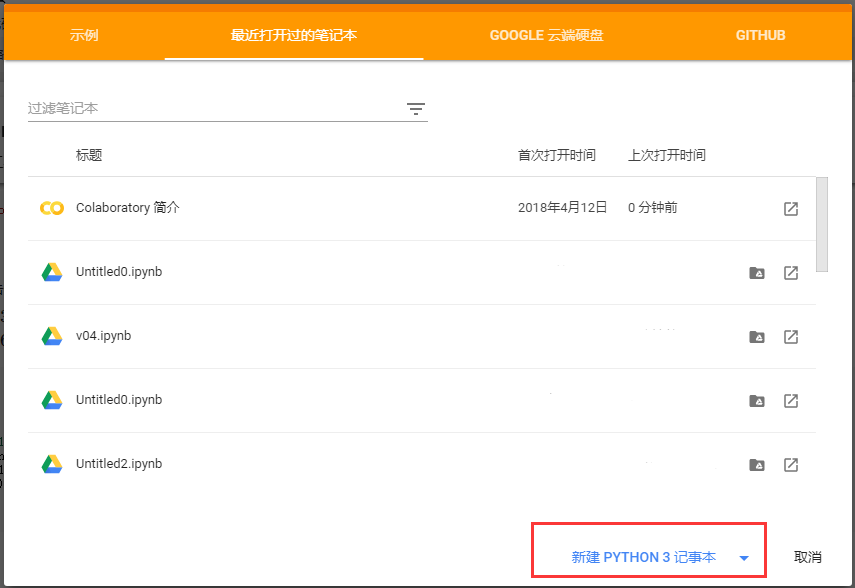 示例 最近打开过的笔记本 GOOGLE 云端硬盘 GITHUB
过滤笔记本
标题 首次打开时间 上次打开时间
Colaboratory 简介 2018年4月12日 0 分钟前
Untitled0.ipynb
v04.ipynb
Untitled0.ipynb
Untitled2.ipynb
新建 PYTHON 3 记事本 取消